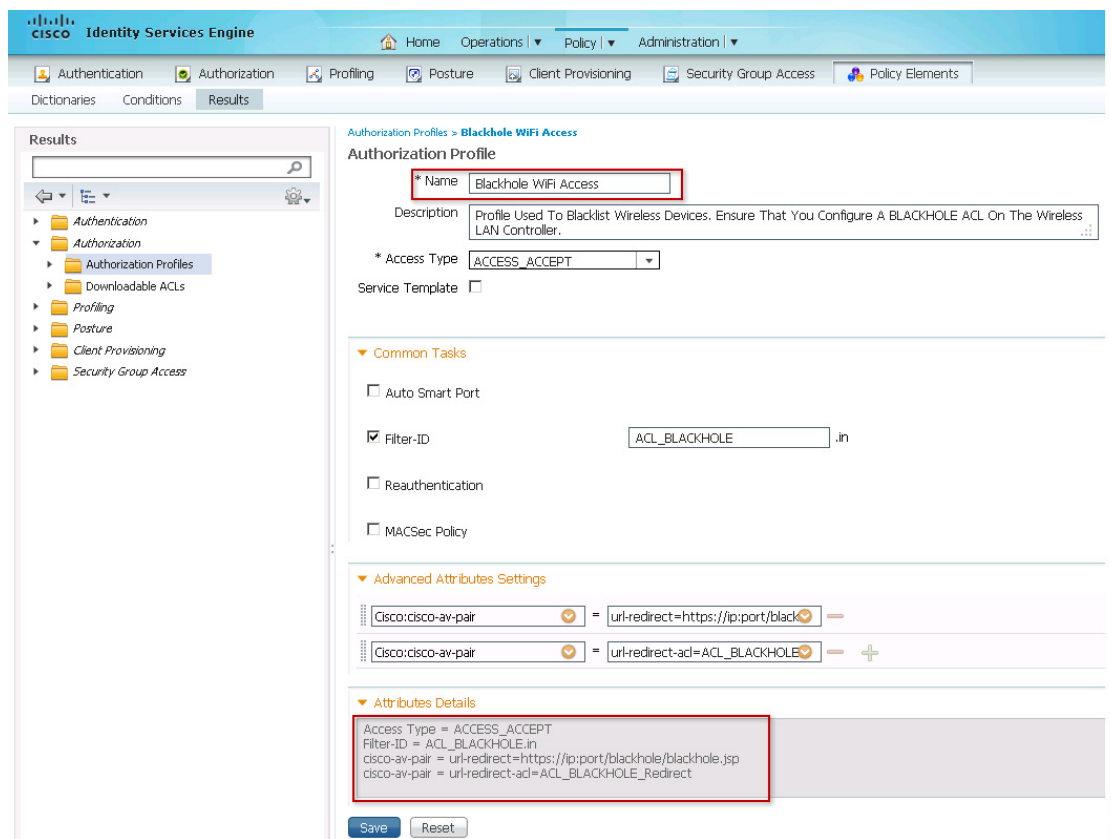 CISCO Identity Services Engine
Home Operations | Policy | Administration |
Authentication Authorization Profiling Posture Client Provisioning Security Group Access Policy Elements
Dictionaries Conditions Results
Results
Authentication
Authorization
Authorization Profiles
Downloadable ACLs
Profiling
Posture
Client Provisioning
Security Group Access
Authorization Profiles > Blackhole WiFi Access
Authorization Profile
* Name Blackhole WiFi Access
Description Profile Used To Blacklist Wireless Devices. Ensure That You Configure A BLACKHOLE ACL On The Wireless
LAN Controller.
* Access Type ACCESS_ACCEPT
Service Template
Common Tasks
Auto Smart Port
Filter-ID ACL_BLACKHOLE .in
Reauthentication
MACSec Policy
Advanced Attributes Settings
Cisco:cisco-av-pair = url-redirect=https://ip:port/black
Cisco:cisco-av-pair = url-redirect-acl=ACL_BLACKHOLE
Attributes Details
Access Type = ACCESS_ACCEPT
Filter-ID = ACL_BLACKHOLE.in
cisco-av-pair = url-redirect=https://ip:port/blackhole/blackhole.jsp
cisco-av-pair = url-redirect-acl=ACL_BLACKHOLE_Redirect
Save Reset